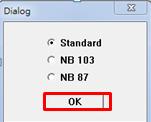 Dialog
Standard
NB 103
NB 87
OK